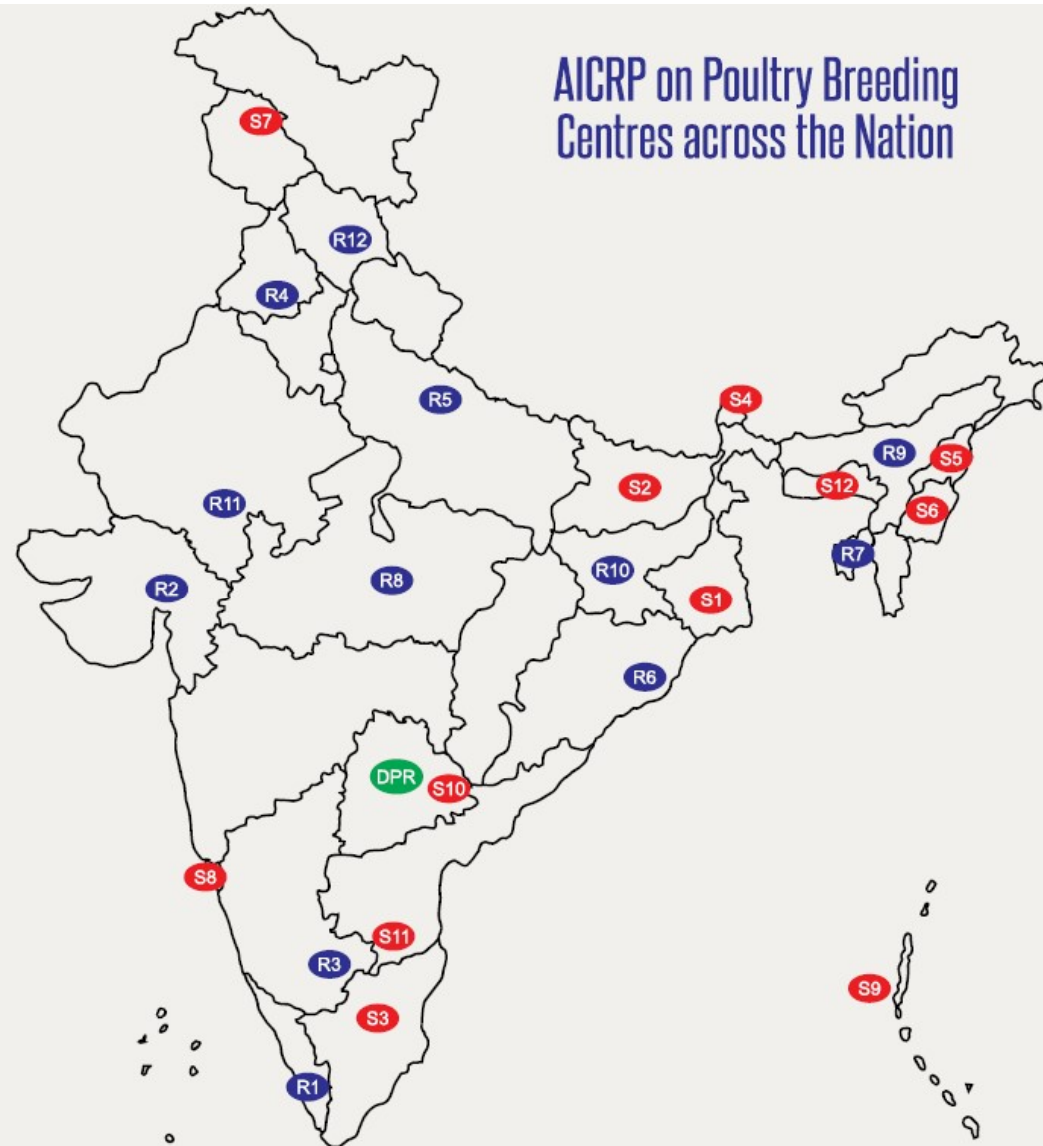 AICRP on Poultry Breeding
Centres across the Nation
S7
R12
R4
R5
S4
R9
S5
S2
S12
R11
S6
R7
R10
R8
R2
S1
R6
DPR
S10
S8
S11
R3
S9
S3
R1